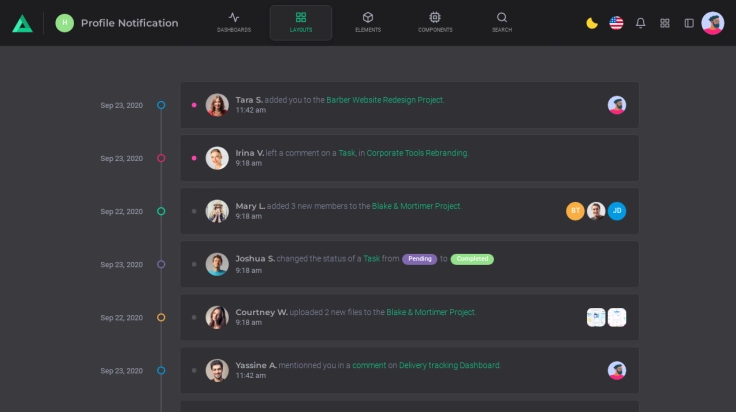 H Profile Notification
DASHBOARDS LAYOUTS ELEMENTS COMPONENTS SEARCH
Sep 23, 2020
Tara S. added you to the Barber Website Redesign Project.
11:42 am
Sep 23, 2020
Irina V. left a comment on a Task, in Corporate Tools Rebranding.
9:18 am
Sep 22, 2020
Mary L. added 3 new members to the Blake & Mortimer Project.
9:18 am
BT JD
Sep 23, 2020
Joshua S. changed the status of a Task from Pending to Completed
9:18 am
Sep 22, 2020
Courtney W. uploaded 2 new files to the Blake & Mortimer Project.
9:18 am
Sep 23, 2020
Yassine A. mentionned you in a comment on Delivery tracking Dashboard.
11:42 am